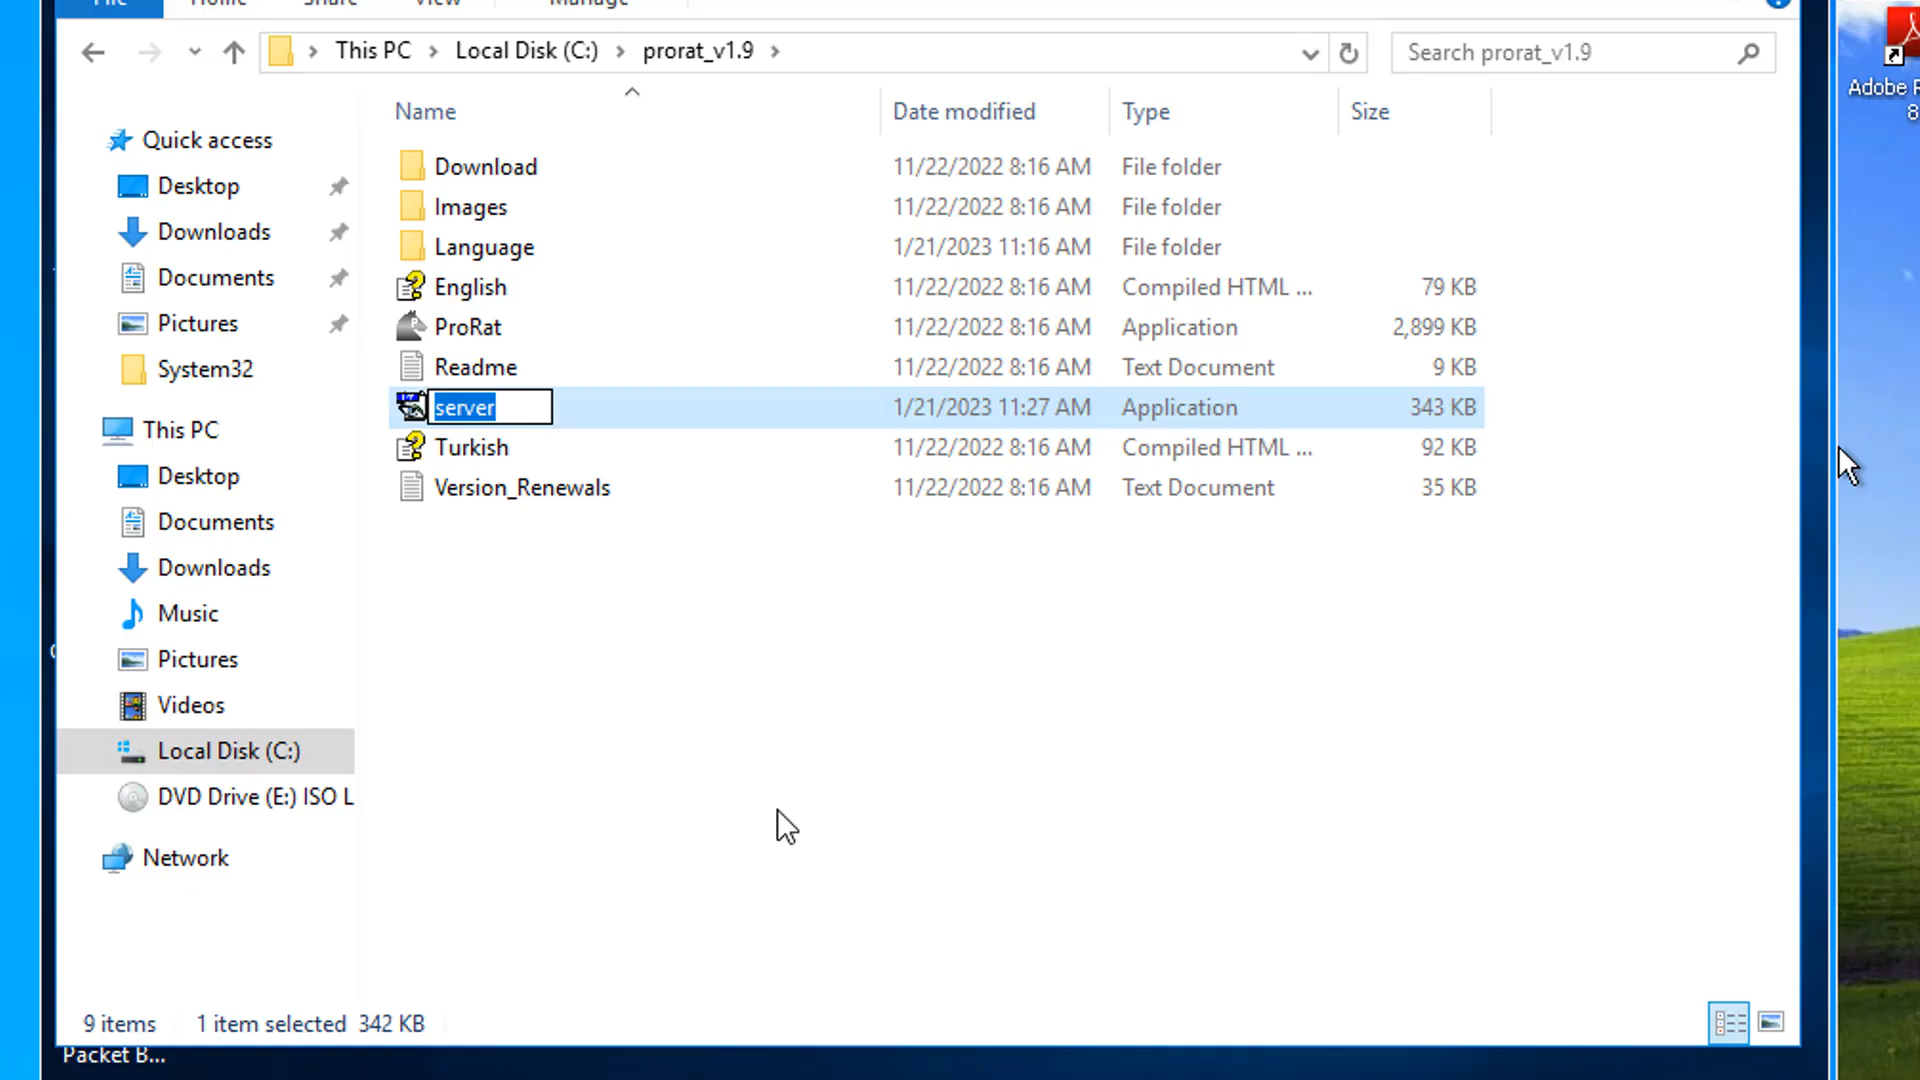 File Home Share View Manage
This PC > Local Disk (C:) > prorat_v1.9 >
Search prorat_v1.9
Name Date modified Type Size
Quick access
Desktop
Downloads
Documents
Pictures
System32
This PC
Desktop
Documents
Downloads
Music
Pictures
Videos
Local Disk (C:)
DVD Drive (E:) ISO L
Network
Download 11/22/2022 8:16 AM File folder
Images 11/22/2022 8:16 AM File folder
Language 1/21/2023 11:16 AM File folder
English 11/22/2022 8:16 AM Compiled HTML ... 79 KB
ProRat 11/22/2022 8:16 AM Application 2,899 KB
Readme 11/22/2022 8:16 AM Text Document 9 KB
server 1/21/2023 11:27 AM Application 343 KB
Turkish 11/22/2022 8:16 AM Compiled HTML ... 92 KB
Version_Renewals 11/22/2022 8:16 AM Text Document 35 KB
9 items 1 item selected 342 KB
Packet B...
Adobe
8